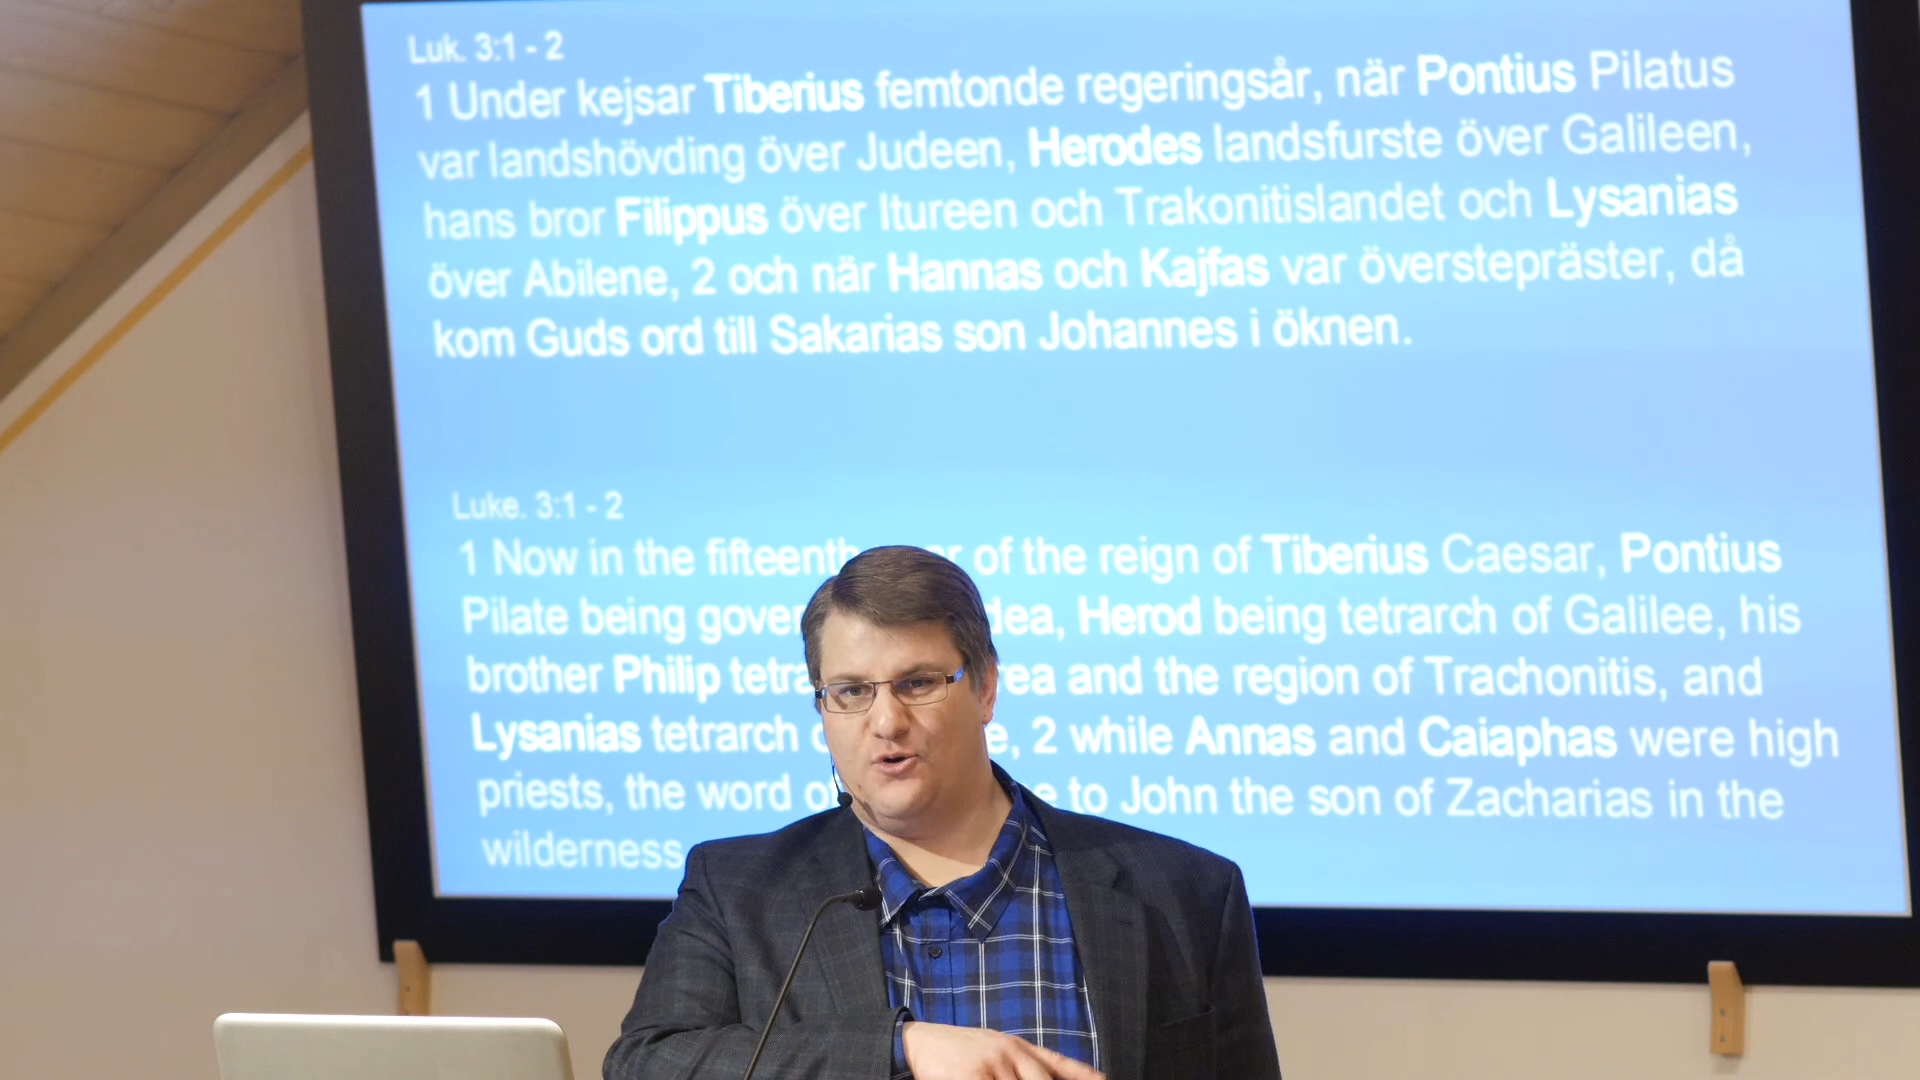 Luk. 3:1 - 2
1 Under kejsar Tiberius femtonde regeringsår, när Pontius Pilatus
var landshövding över Judeen, Herodes landsfurste över Galileen,
hans bror Filippus över Itureen och Trakonitislandet och Lysanias
över Abilene, 2 och när Hannas och Kajfas var överstepräster, då
kom Guds ord till Sakarias son Johannes i öknen.
Luke. 3:1 - 2
1 Now in the fifteenth of the reign of Tiberius Caesar, Pontius
Pilate being Herod being tetrarch of Galilee, his
brother Philip and the region of Trachonitis, and
Lysanias tetrarch 2 while Annas and Caiaphas were high
priests, the word to John the son of Zacharias in the
wilderness